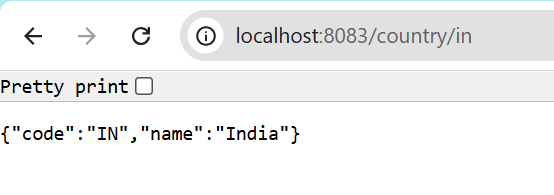 localhost:8083/country/in
Pretty print
{"code":"IN","name":"India"}